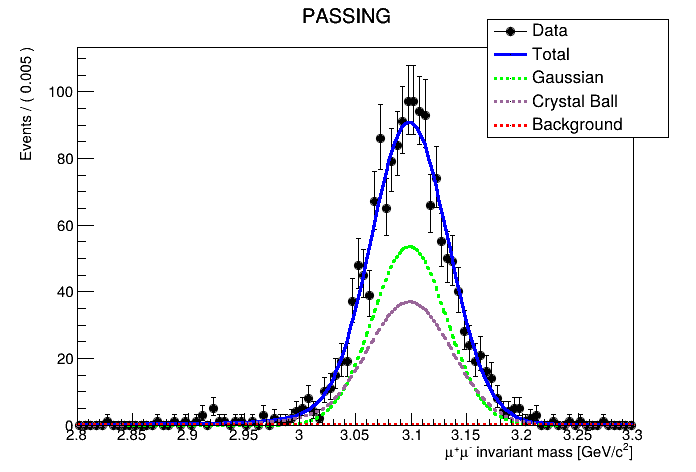 PASSING
Data
Total
Gaussian
Crystal Ball
Background
Events / ( 0.005 )
100
80
60
40
20
0
2.8 2.85 2.9 2.95 3 3.05 3.1 3.15 3.2 3.25 3.3
μ⁺μ⁻ invariant mass [GeV/c²]